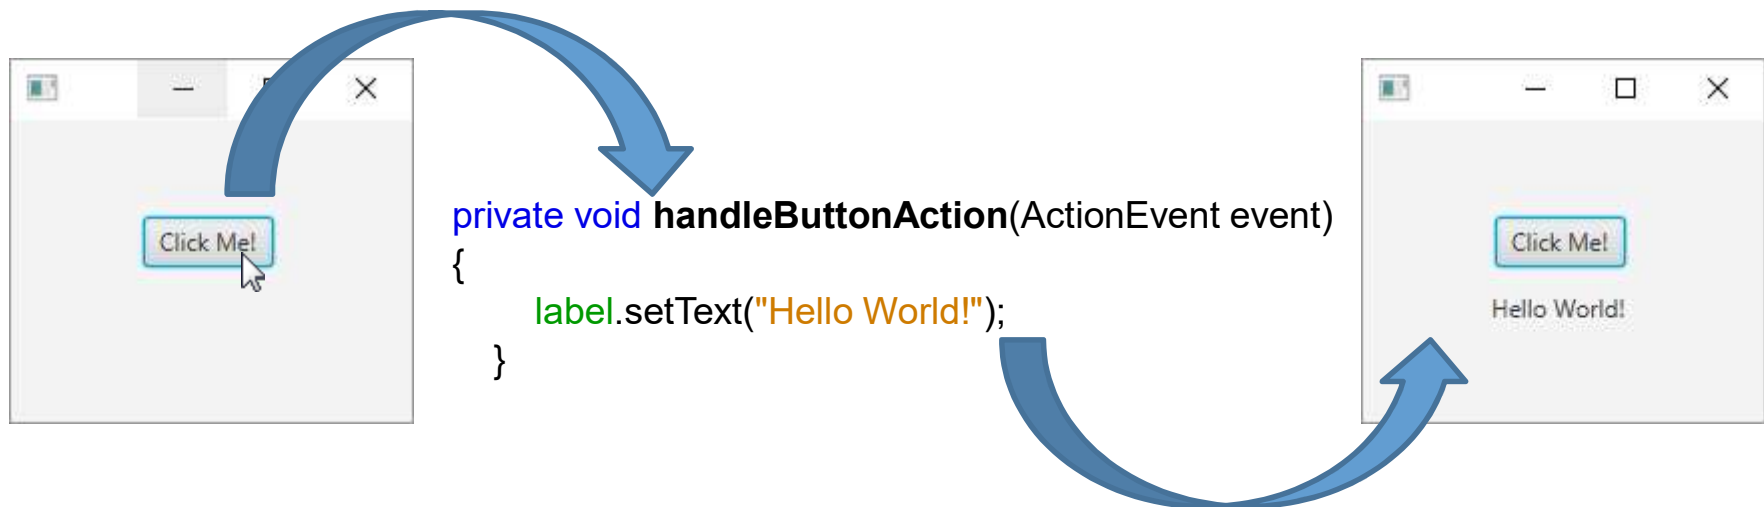 Click Me!
private void handleButtonAction(ActionEvent event)
{
label.setText("Hello World!");
}
Click Me!
Hello World!